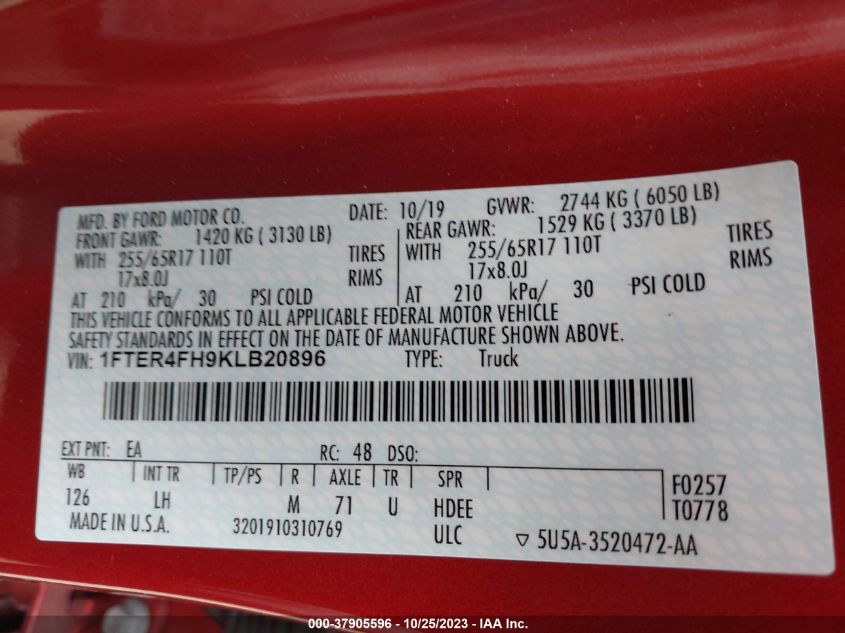 MFD. BY FORD MOTOR CO. DATE: 10/19 GVWR: 2744 KG ( 6050 LB)
FRONT GAWR: 1420 KG ( 3130 LB) REAR GAWR: 1529 KG ( 3370 LB)
WITH 255/65R17 110T TIRES WITH 255/65R17 110T TIRES
17x8.0J RIMS 17x8.0J RIMS
AT 210 kPa/ 30 PSI COLD AT 210 kPa/ 30 PSI COLD
THIS VEHICLE CONFORMS TO ALL APPLICABLE FEDERAL MOTOR VEHICLE
SAFETY STANDARDS IN EFFECT ON THE DATE OF MANUFACTURE SHOWN ABOVE.
VIN: 1FTER4FH9KLB20896 TYPE: Truck
EXT PNT: EA RC: 48 DSO:
WB INT TR TP/PS R AXLE TR SPR F0257
126 LH M 71 U HDEE T0778
MADE IN U.S.A. 3201910310769 ULC ▽ 5U5A-3520472-AA
000-37905596 - 10/25/2023 - IAA Inc.